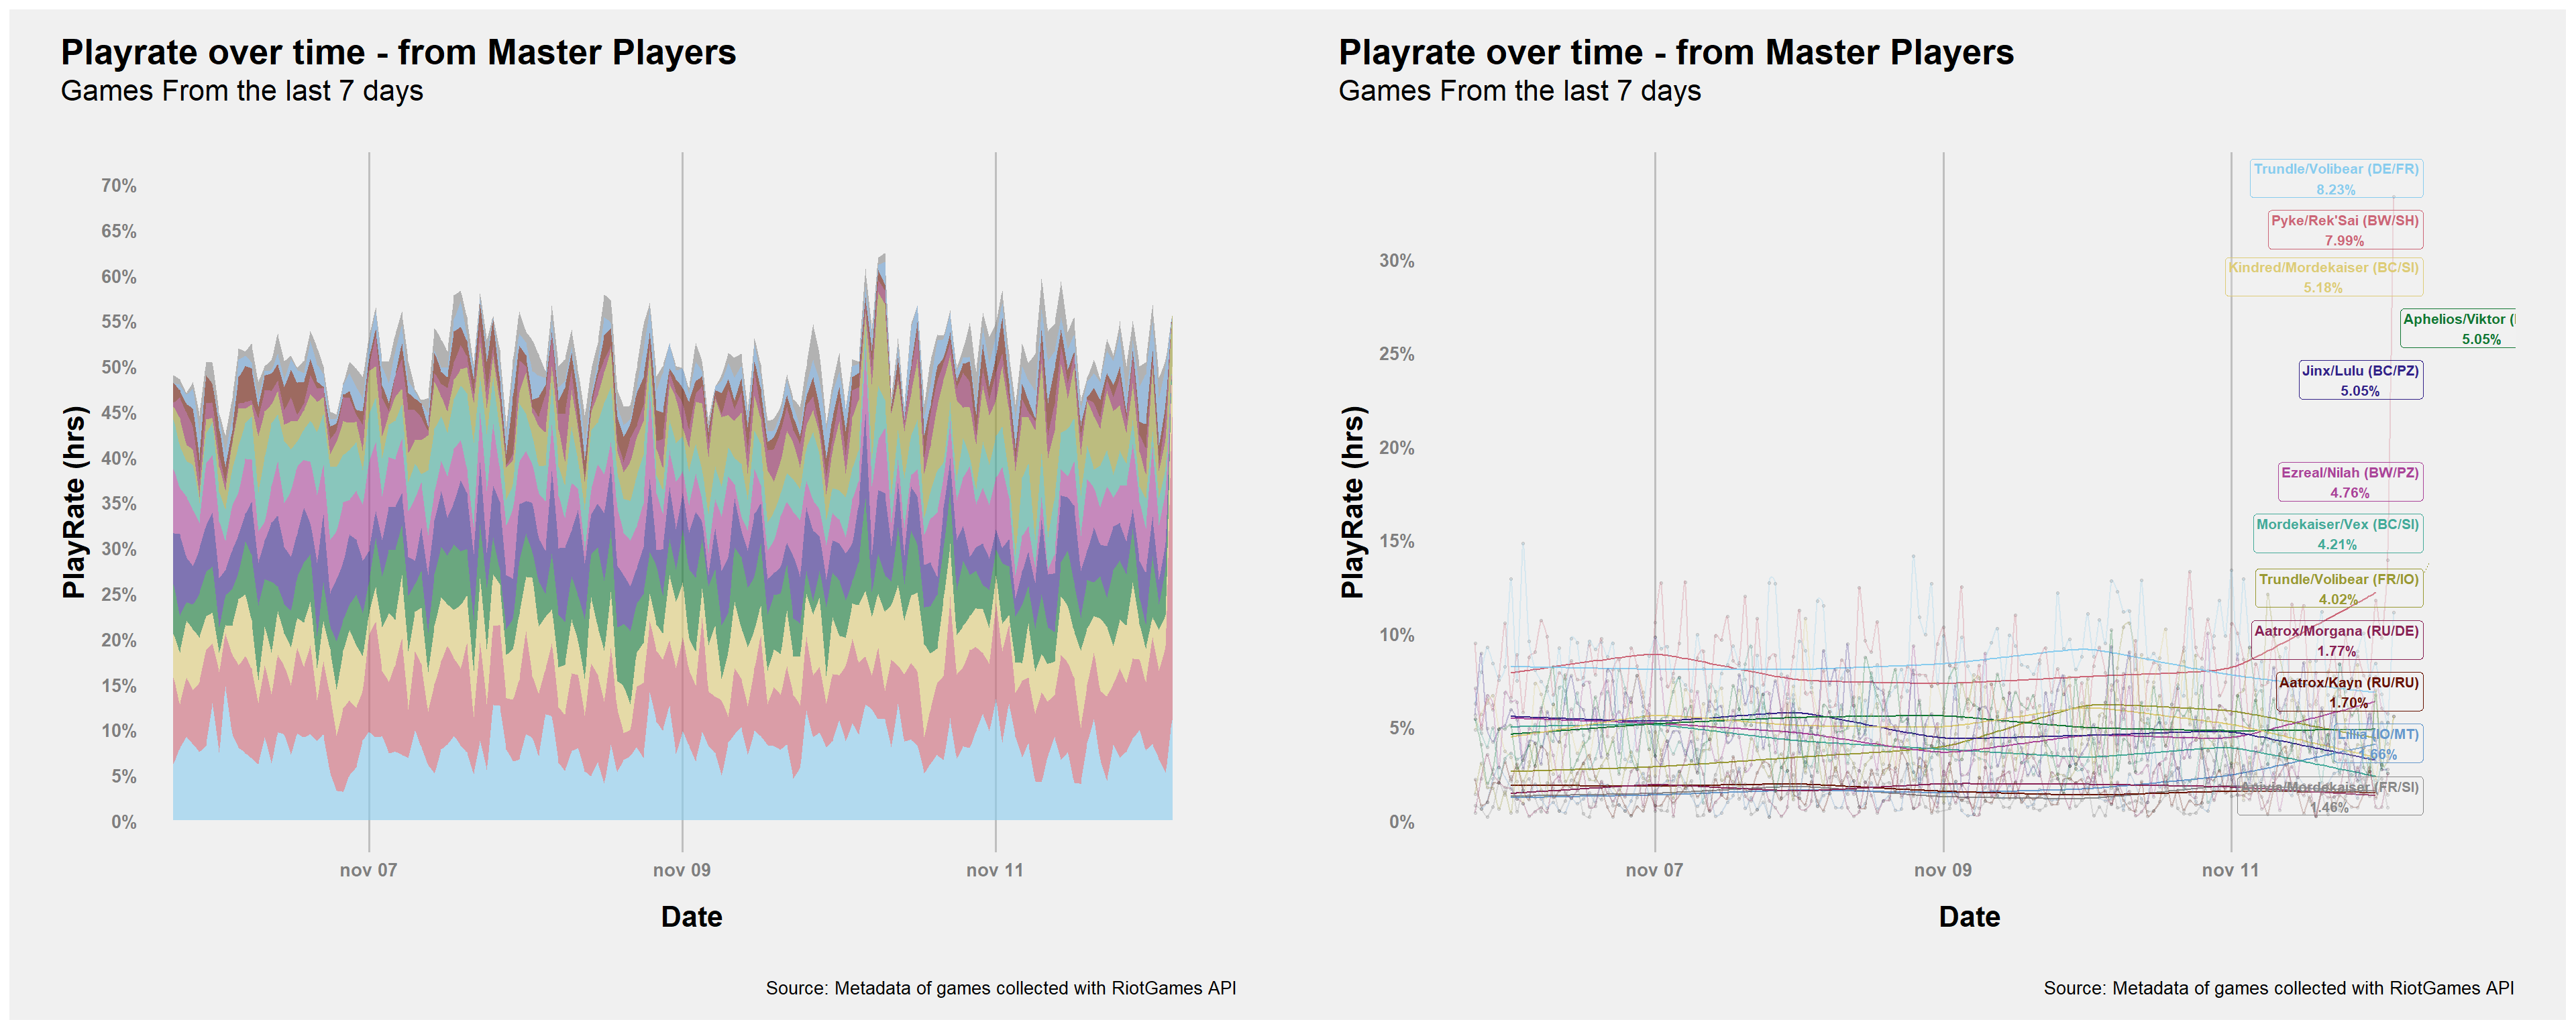 Playrate over time - from Master Players
Games From the last 7 days
70%
65%
60%
55%
50%
45%
40%
35%
30%
25%
20%
15%
10%
5%
0%
PlayRate (hrs)
nov 07
nov 09
nov 11
Date
Source: Metadata of games collected with RiotGames API
Playrate over time - from Master Players
Games From the last 7 days
30%
25%
20%
15%
10%
5%
0%
PlayRate (hrs)
Trundle/Volibear (DE/FR)
8.23%
Pyke/Rek'Sai (BW/SH)
7.99%
Kindred/Mordekaiser (BC/SI)
5.18%
Aphelios/Viktor (
5.05%
Jinx/Lulu (BC/PZ)
5.05%
Ezreal/Nilah (BW/PZ)
4.76%
Mordekaiser/Vex (BC/SI)
4.21%
Trundle/Volibear (FR/IO)
4.02%
Aatrox/Morgana (RU/DE)
1.77%
Aatrox/Kayn (RU/RU)
1.70%
Lillia (IO/MT)
1.66%
/Mordekaiser (FR/SI)
1.46%
nov 07
nov 09
nov 11
Date
Source: Metadata of games collected with RiotGames API